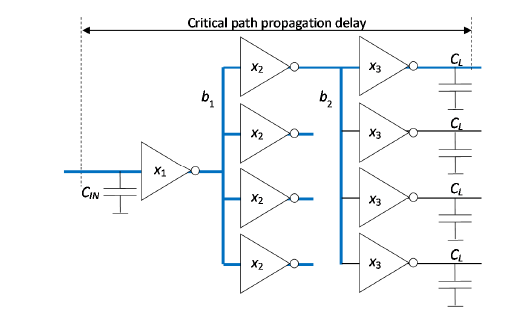 Critical path propagation delay
x2 x3 CL
b1 b2
x2 x3 CL
x1
CIN
x2 x3 CL
x2 x3 CL